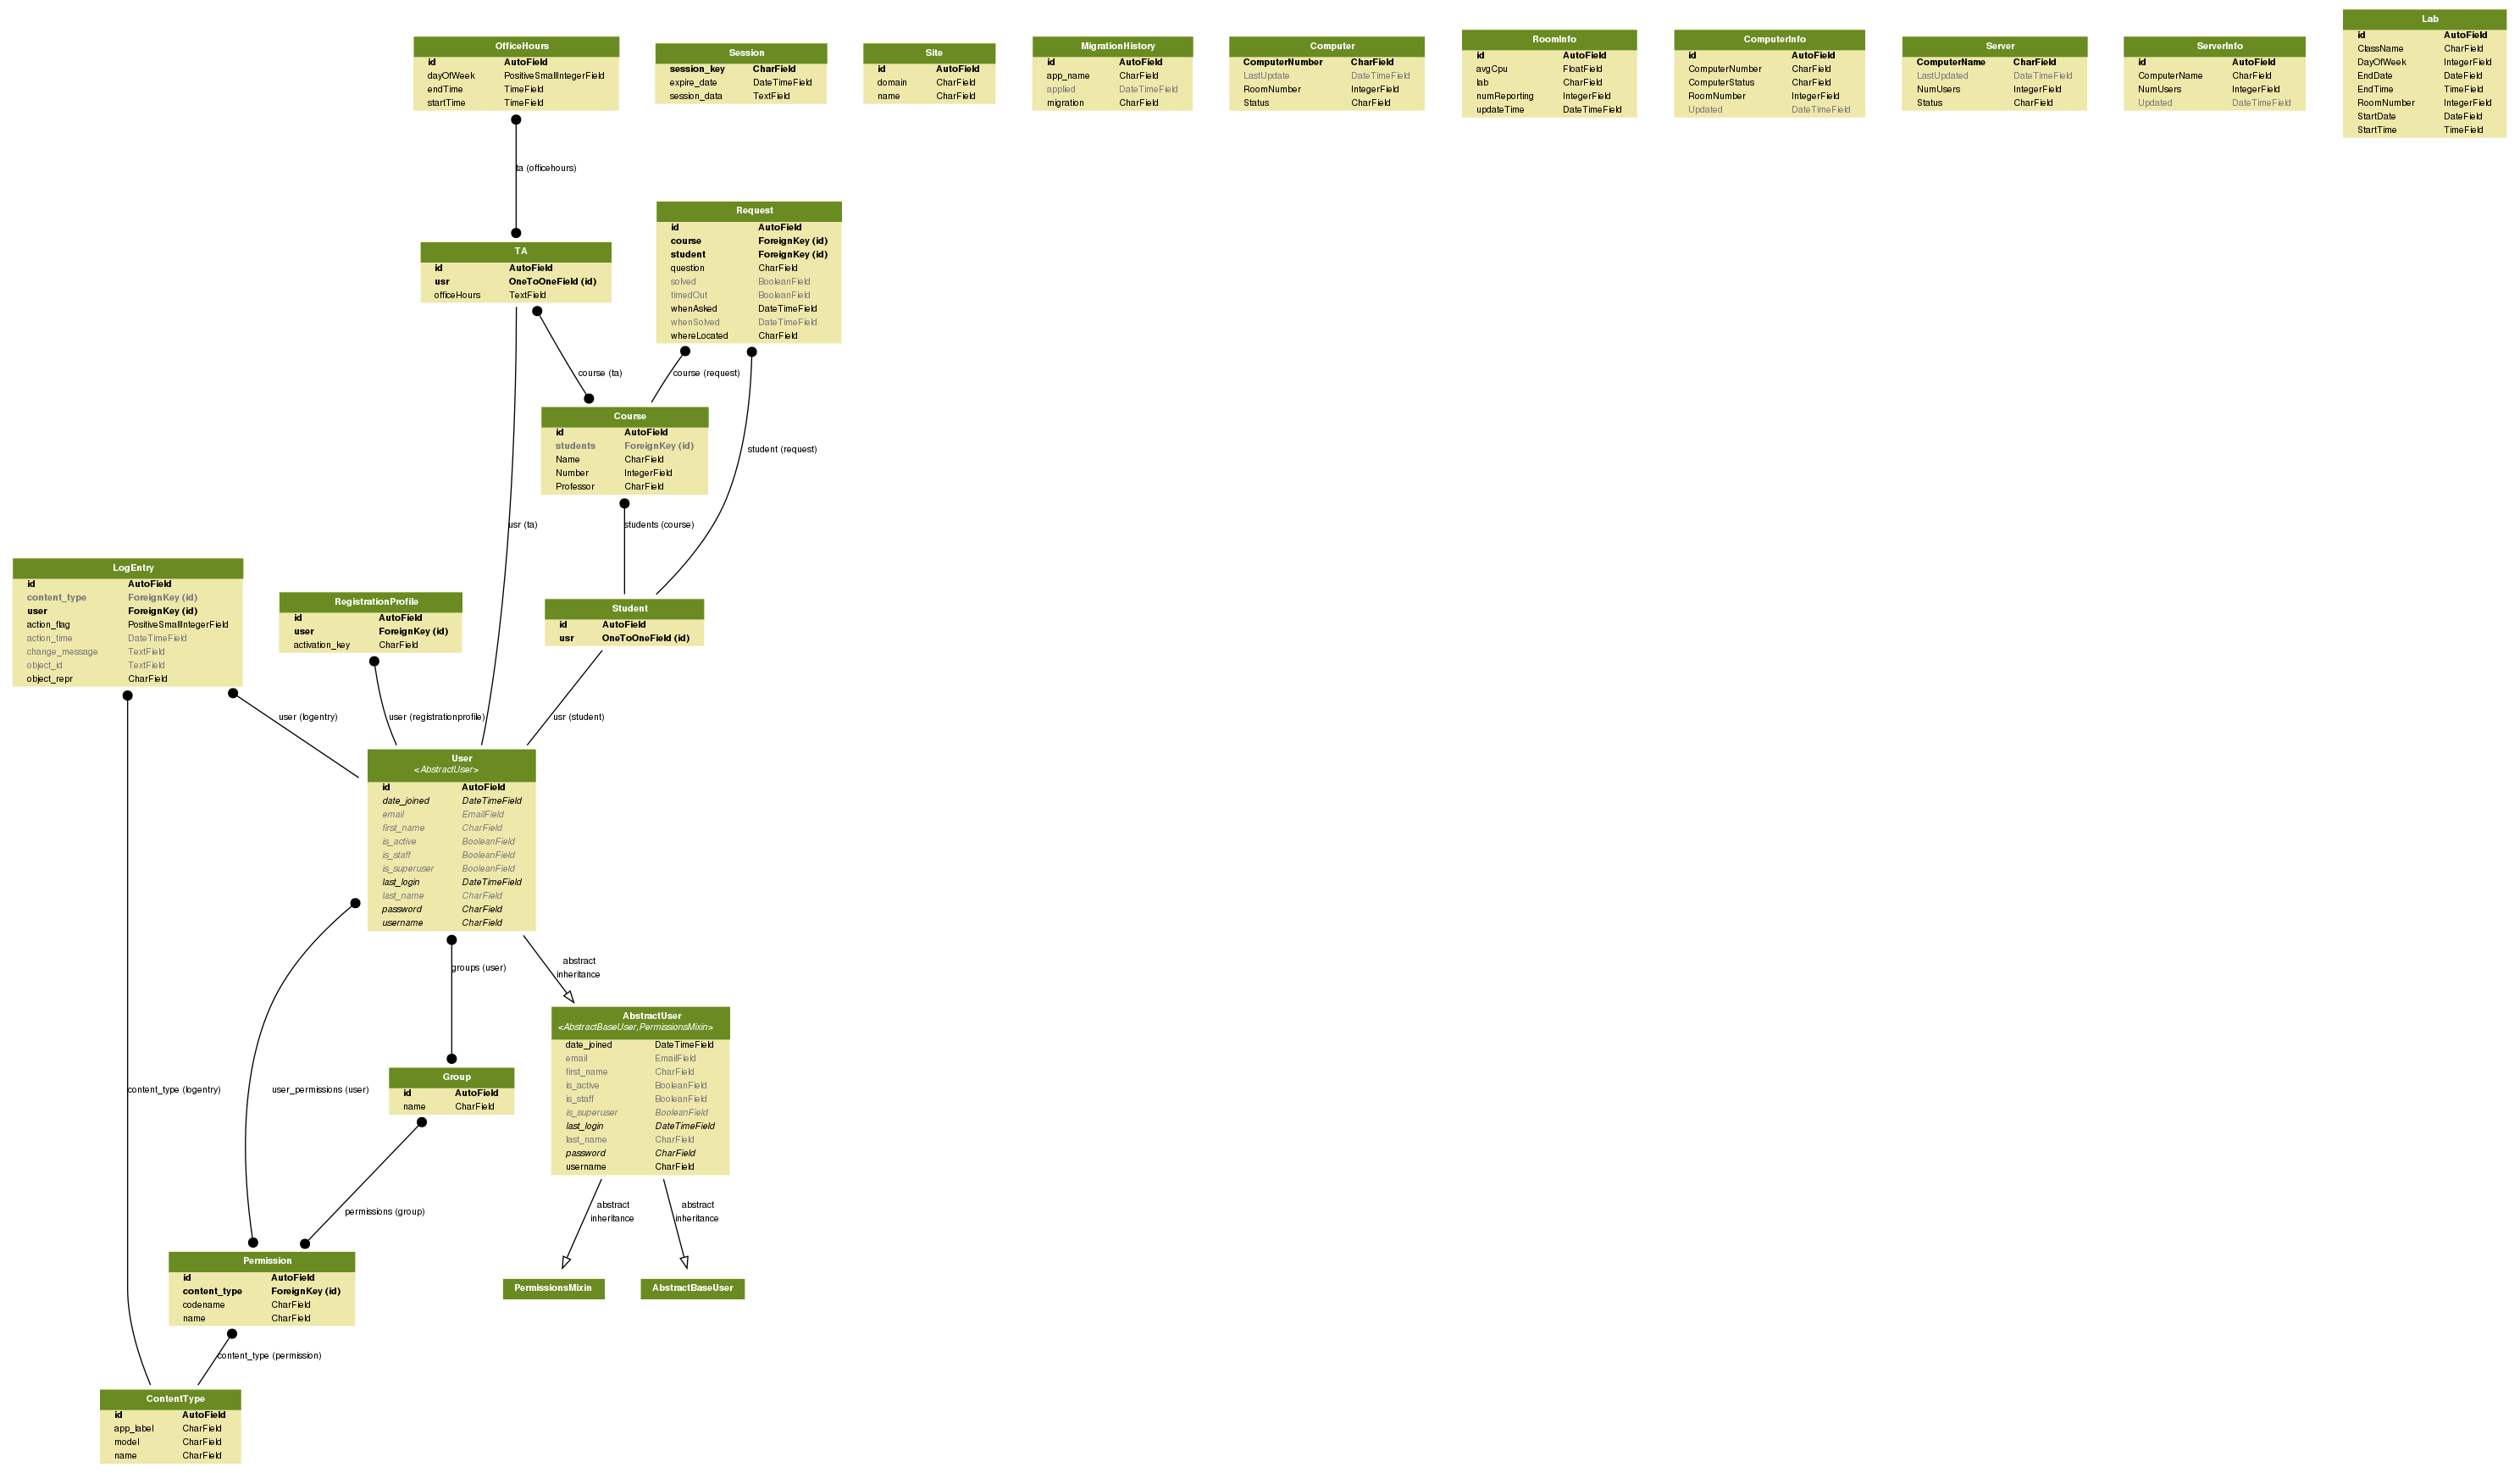 OfficeHours
id AutoField
dayOfWeek PositiveSmallIntegerField
endTime TimeField
startTime TimeField
Session
session_key CharField
expire_date DateTimeField
session_data TextField
Site
id AutoField
domain CharField
name CharField
MigrationHistory
id AutoField
app_name CharField
applied DateTimeField
migration CharField
Computer
ComputerNumber CharField
LastUpdate DateTimeField
RoomNumber IntegerField
Status CharField
RoomInfo
id AutoField
avgCpu FloatField
lab CharField
numReporting IntegerField
updateTime DateTimeField
ComputerInfo
id AutoField
ComputerNumber CharField
ComputerStatus CharField
RoomNumber IntegerField
Updated DateTimeField
Server
ComputerName CharField
LastUpdated DateTimeField
NumUsers IntegerField
Status CharField
ServerInfo
id AutoField
ComputerName CharField
NumUsers IntegerField
Updated DateTimeField
Lab
id AutoField
ClassName CharField
DayOfWeek IntegerField
EndDate DateField
EndTime TimeField
RoomNumber IntegerField
StartDate DateField
StartTime TimeField
ta (officehours)
TA
id AutoField
usr OneToOneField (id)
officeHours TextField
Request
id AutoField
course ForeignKey (id)
student ForeignKey (id)
question CharField
solved BooleanField
timedOut BooleanField
whenAsked DateTimeField
whenSolved DateTimeField
whereLocated CharField
course (ta)
course (request)
Course
id AutoField
students ForeignKey (id)
Name CharField
Number IntegerField
Professor CharField
student (request)
usr (ta)
students (course)
LogEntry
id AutoField
content_type ForeignKey (id)
user ForeignKey (id)
action_flag PositiveSmallIntegerField
action_time DateTimeField
change_message TextField
object_id TextField
object_repr CharField
RegistrationProfile
id AutoField
user ForeignKey (id)
activation_key CharField
Student
id AutoField
usr OneToOneField (id)
user (logentry)
user (registrationprofile)
usr (student)
User
<AbstractUser>
id AutoField
date_joined DateTimeField
email EmailField
first_name CharField
is_active BooleanField
is_staff BooleanField
is_superuser BooleanField
last_login DateTimeField
last_name CharField
password CharField
username CharField
groups (user)
abstract
inheritance
AbstractUser
<AbstractBaseUser,PermissionsMixin>
date_joined DateTimeField
email EmailField
first_name CharField
is_active BooleanField
is_staff BooleanField
is_superuser BooleanField
last_login DateTimeField
last_name CharField
password CharField
username CharField
content_type (logentry)
user_permissions (user)
Group
id AutoField
name CharField
permissions (group)
abstract
inheritance
abstract
inheritance
Permission
id AutoField
content_type ForeignKey (id)
codename CharField
name CharField
PermissionsMixin
AbstractBaseUser
content_type (permission)
ContentType
id AutoField
app_label CharField
model CharField
name CharField